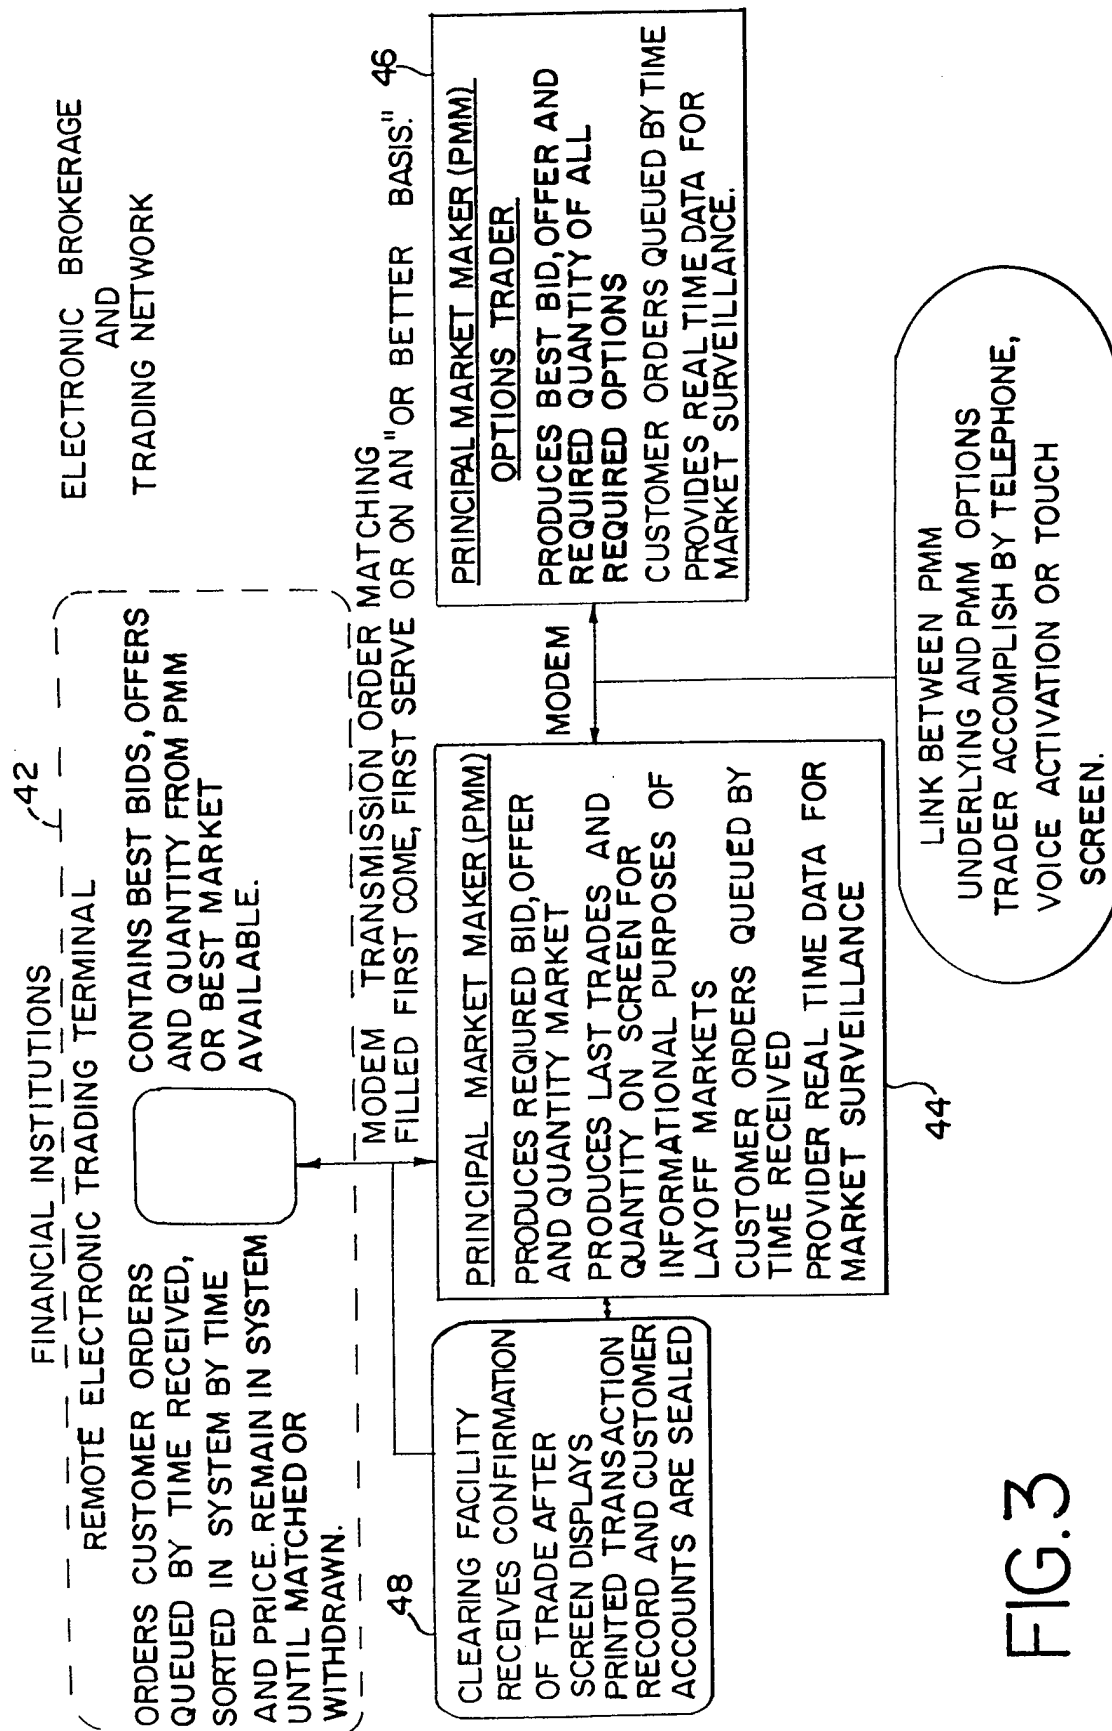 ELECTRONIC BROKERAGE
AND
TRADING NETWORK
FINANCIAL INSTITUTIONS
42
REMOTE ELECTRONIC TRADING TERMINAL
ORDERS CUSTOMER ORDERS
QUEUED BY TIME RECEIVED,
SORTED IN SYSTEM BY TIME
AND PRICE. REMAIN IN SYSTEM
UNTIL MATCHED OR
WITHDRAWN.
CONTAINS BEST BIDS, OFFERS
AND QUANTITY FROM PMM
OR BEST MARKET
AVAILABLE.
MODEM TRANSMISSION ORDER MATCHING
FILLED FIRST COME, FIRST SERVE OR ON AN "OR BETTER BASIS."
48
CLEARING FACILITY
RECEIVES CONFIRMATION
OF TRADE AFTER
SCREEN DISPLAYS
PRINTED TRANSACTION
RECORD AND CUSTOMER
ACCOUNTS ARE SEALED
PRINCIPAL MARKET MAKER (PMM)
PRODUCES REQIURED BID, OFFER
AND QUANTITY MARKET
PRODUCES LAST TRADES AND
QUANTITY ON SCREEN FOR
INFORMATIONAL PURPOSES OF
LAYOFF MARKETS
CUSTOMER ORDERS QUEUED BY
TIME RECEIVED
PROVIDER REAL TIME DATA FOR
MARKET SURVEILLANCE
44
MODEM
46
PRINCIPAL MARKET MAKER (PMM)
OPTIONS TRADER
PRODUCES BEST BID, OFFER AND
REQUIRED QUANTITY OF ALL
REQUIRED OPTIONS
CUSTOMER ORDERS QUEUED BY TIME
PROVIDES REAL TIME DATA FOR
MARKET SURVEILLANCE.
LINK BETWEEN PMM
UNDERLYING AND PMM OPTIONS
TRADER ACCOMPLISH BY TELEPHONE,
VOICE ACTIVATION OR TOUCH
SCREEN.
FIG.3